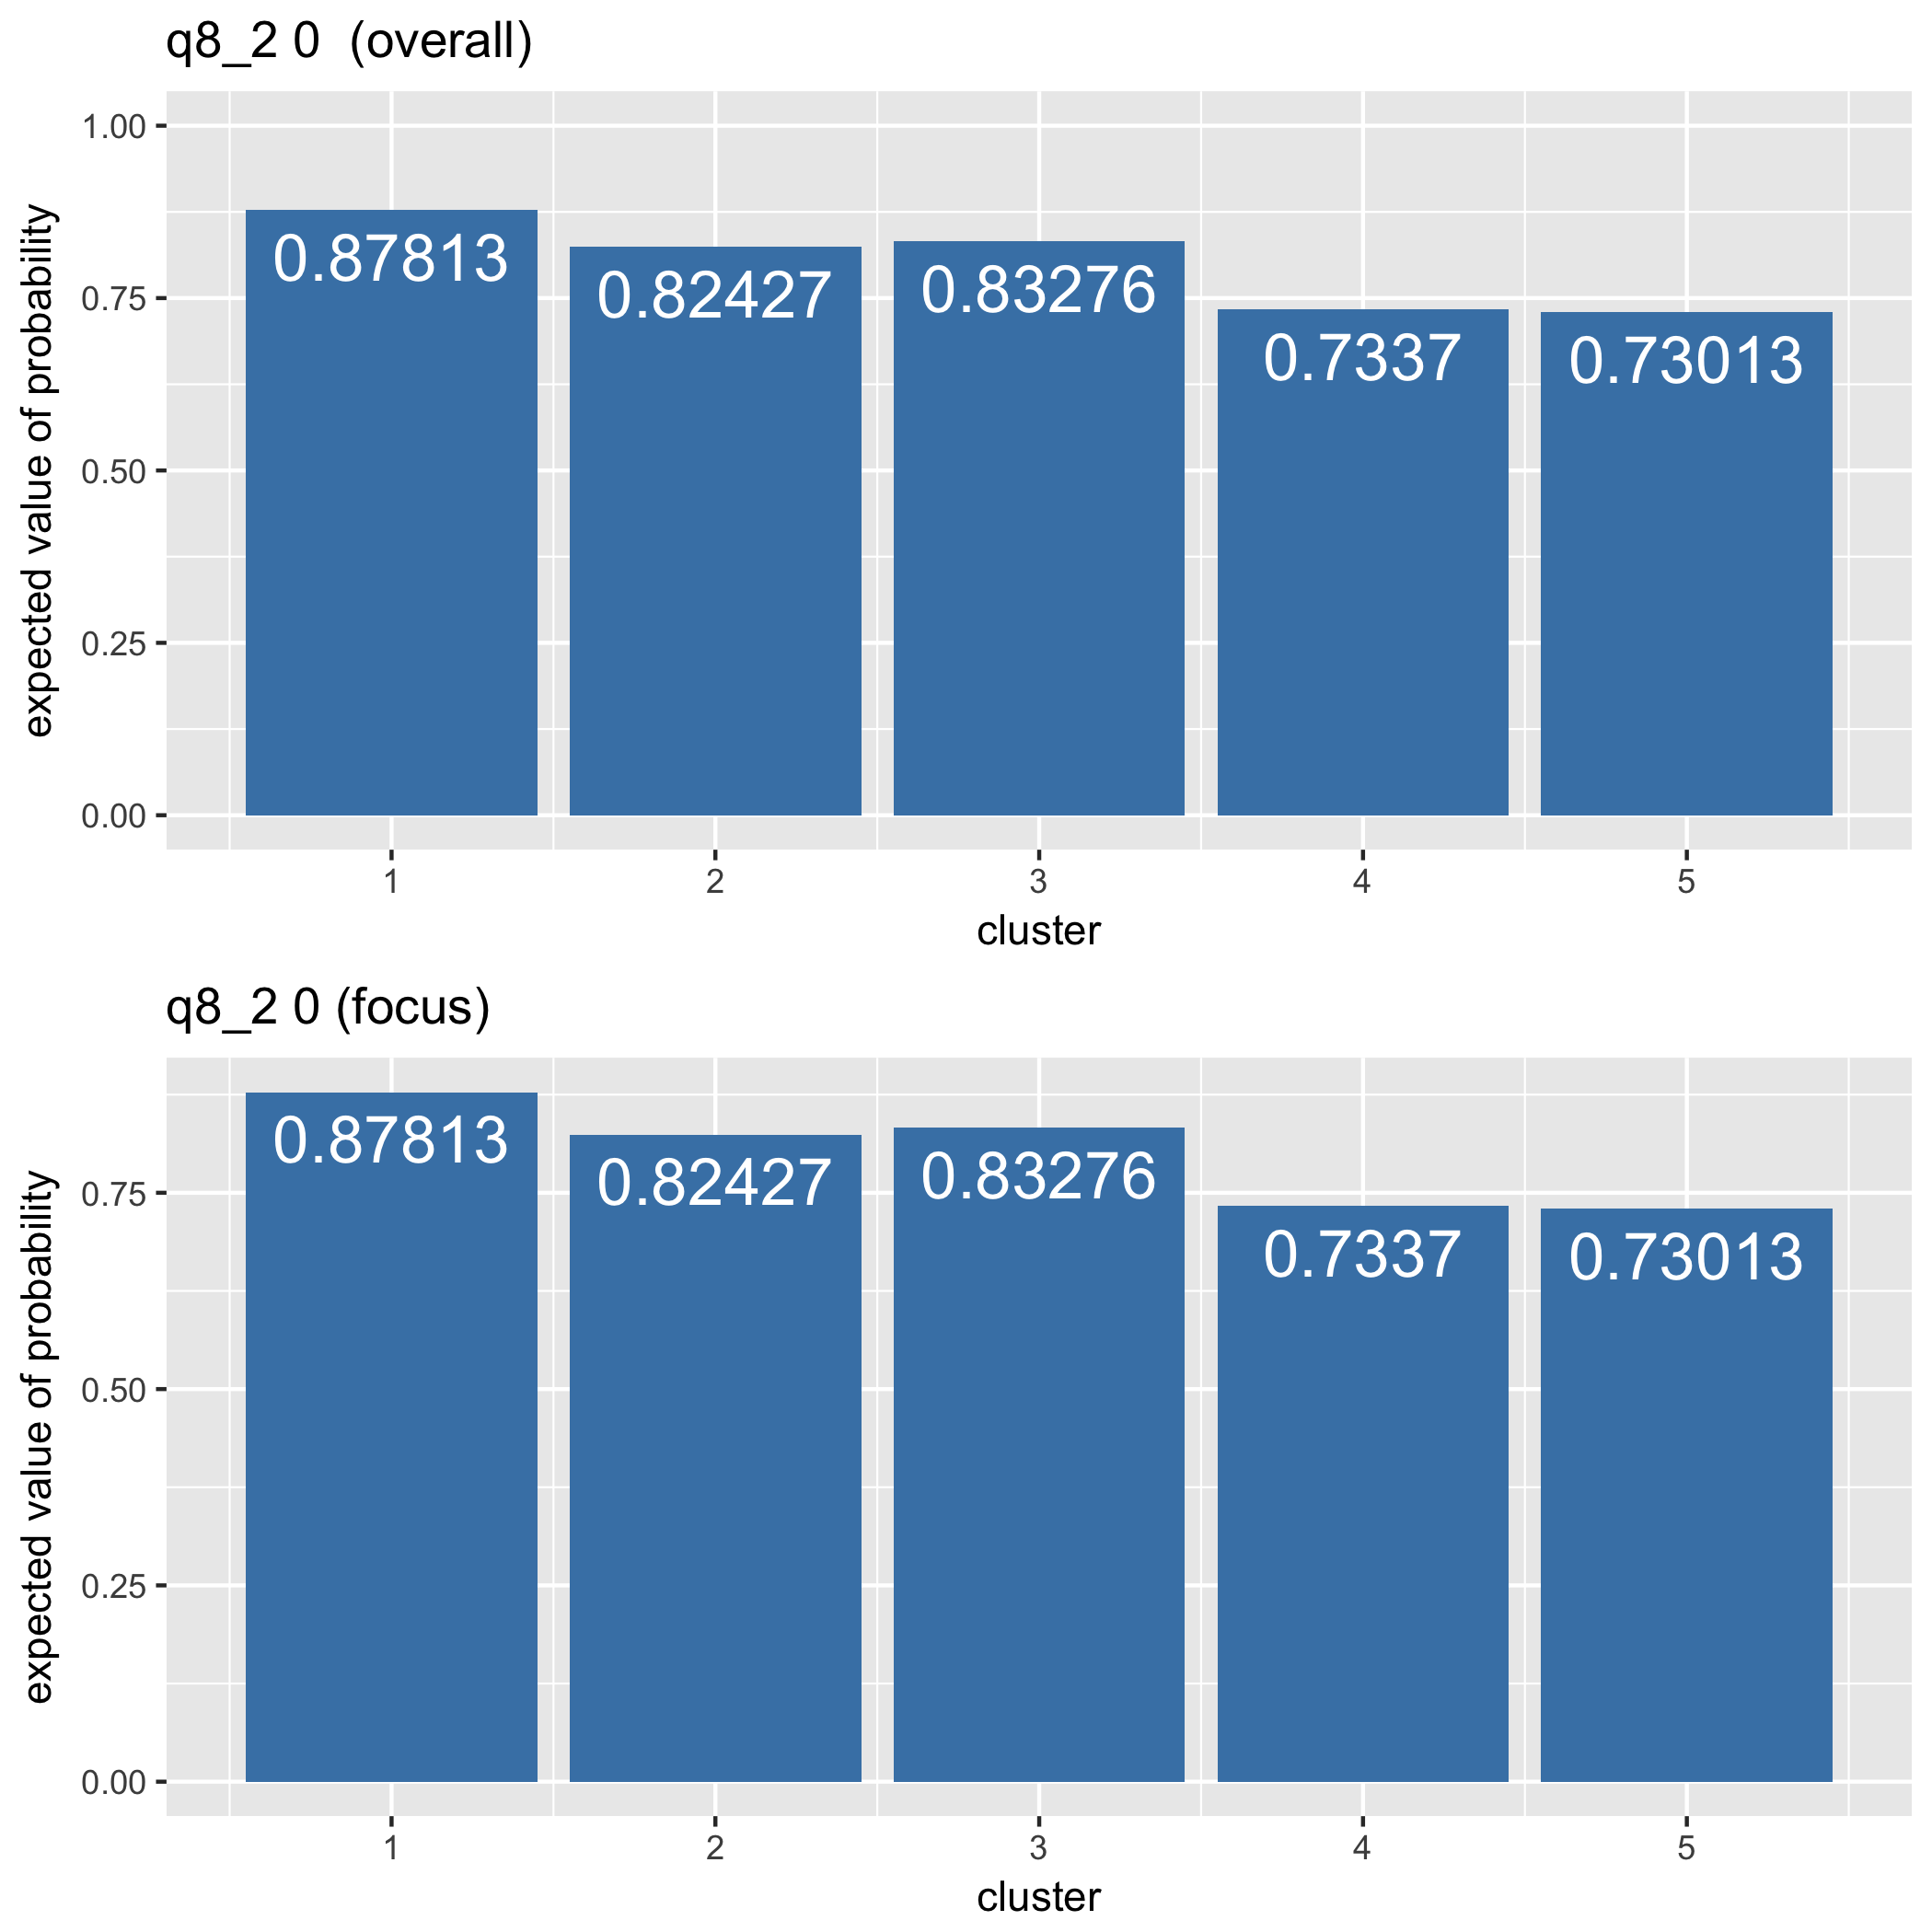 q8_2 0  (overall)
expected value of probability
1.00
0.75
0.50
0.25
0.00
0.87813
0.82427
0.83276
0.7337
0.73013
1 2 3 4 5
cluster
q8_2 0 (focus)
expected value of probability
0.75
0.50
0.25
0.00
0.87813
0.82427
0.83276
0.7337
0.73013
1 2 3 4 5
cluster